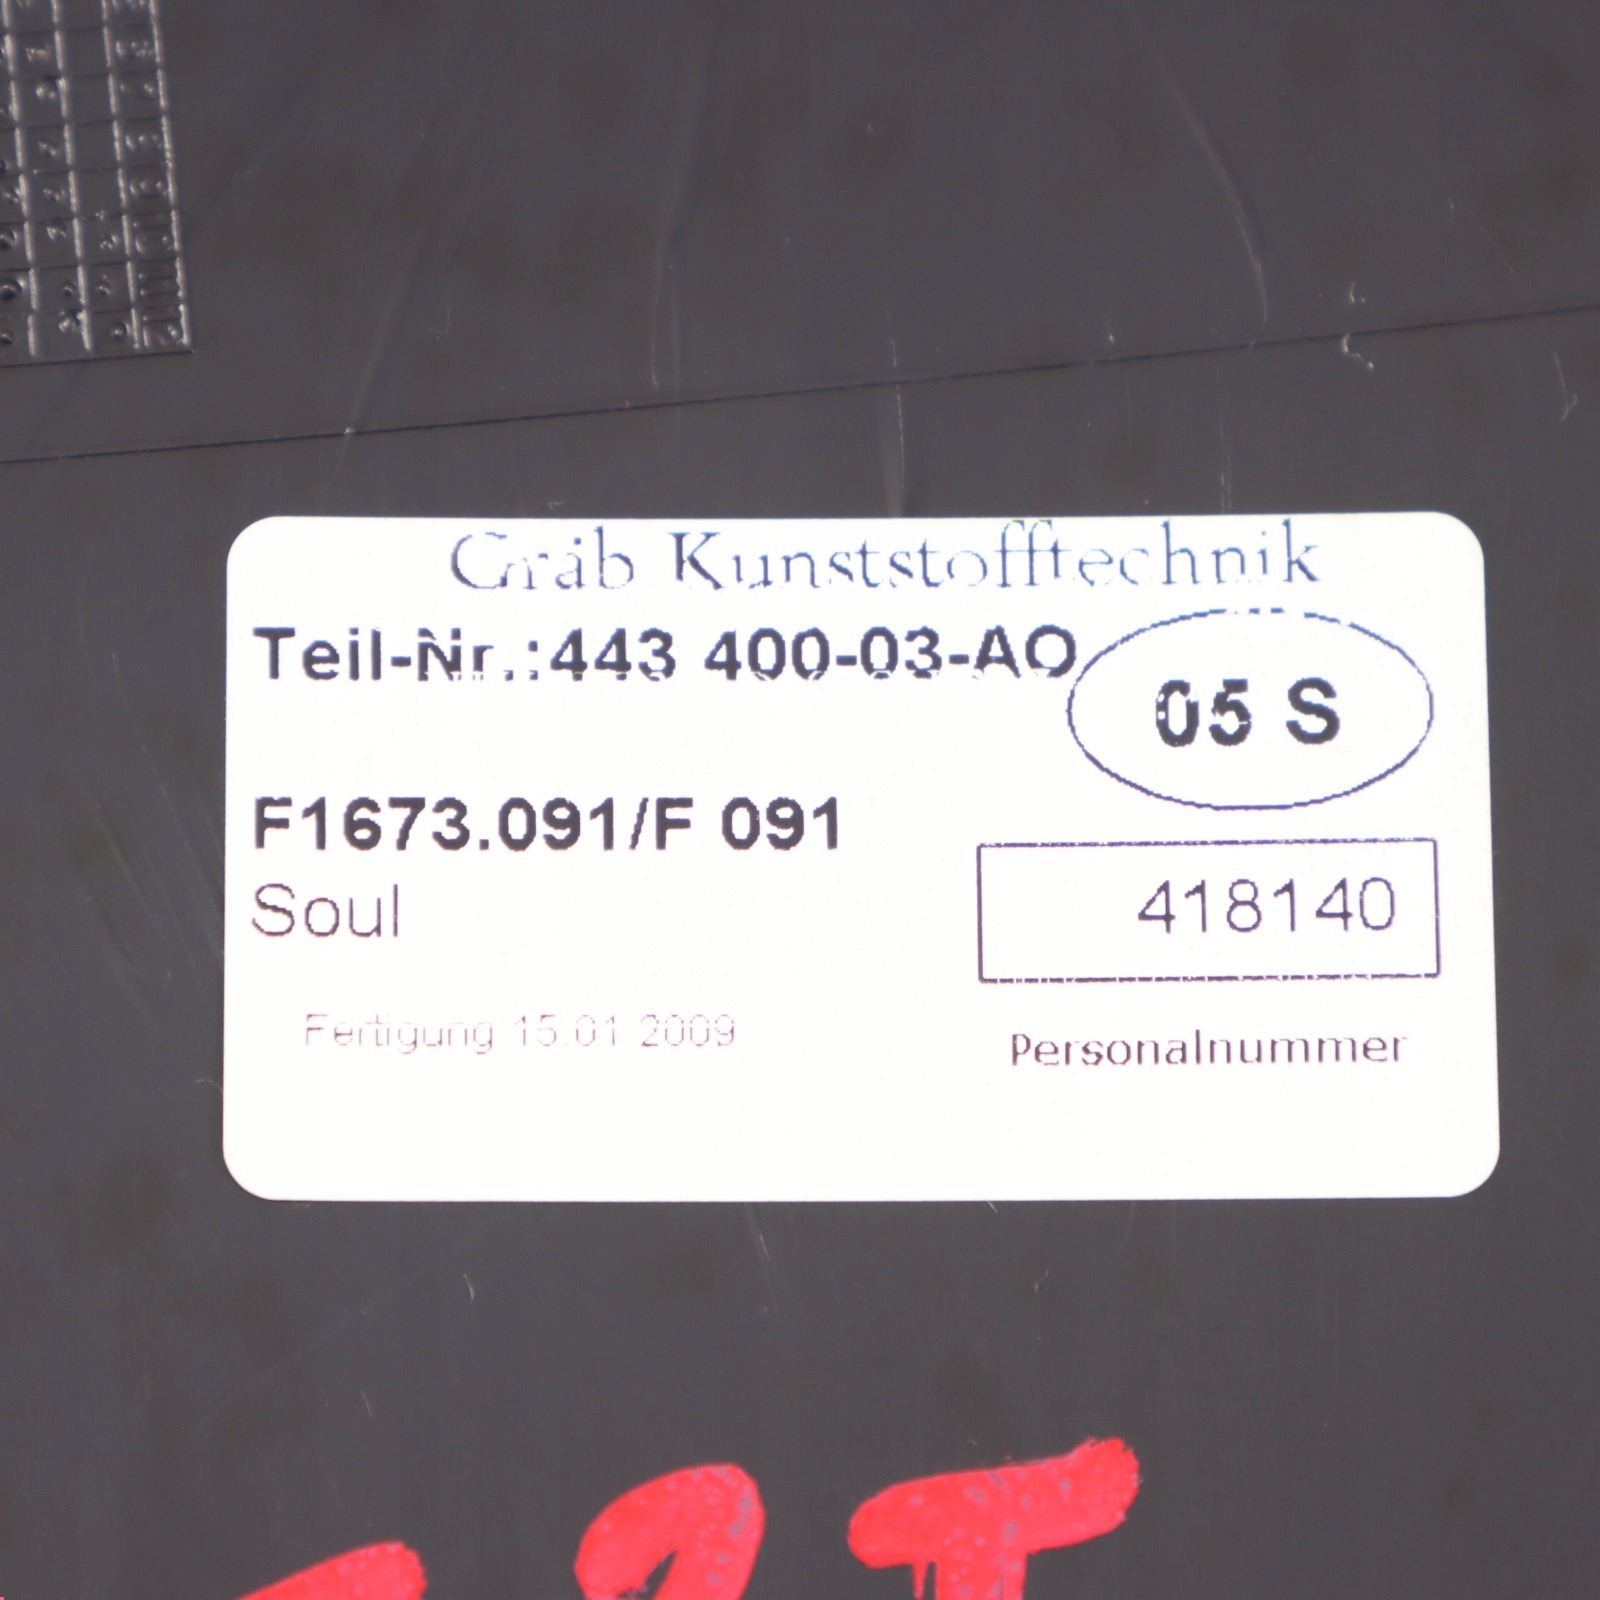 Gräb Kunststofftechnik
Teil-Nr.:443 400-03-AO
05 S
F1673.091/F 091
Soul
418140
Fertigung 15.01 2009
Personalnummer